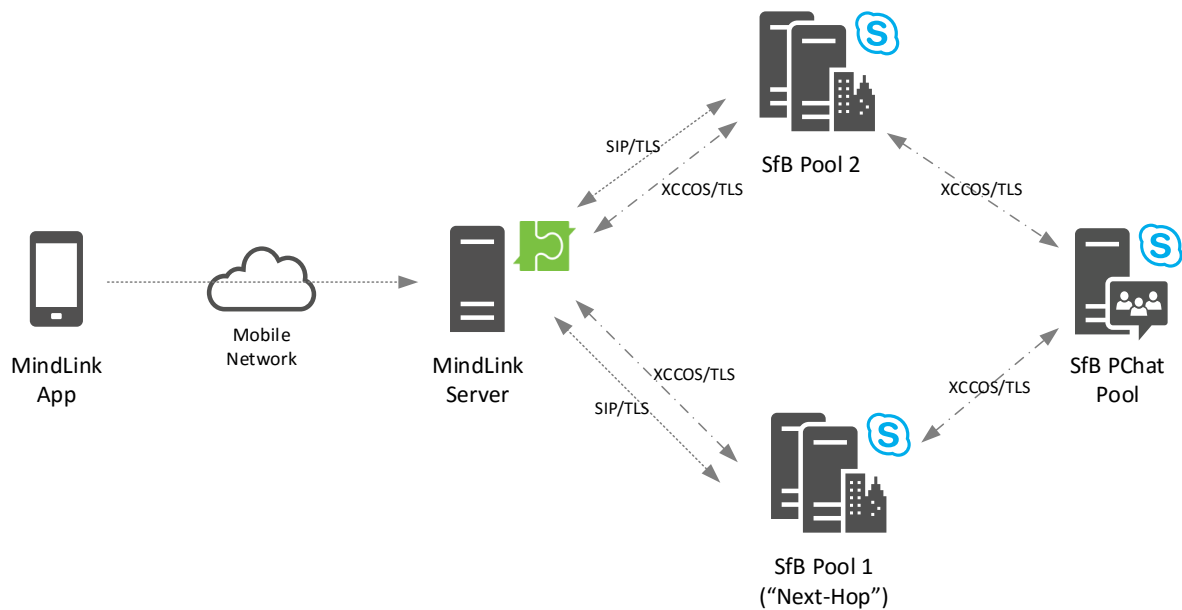 SfB Pool 2
SIP/TLS
XCCOS/TLS
XCCOS/TLS
MindLink
App
Mobile
Network
MindLink
Server
SfB PChat
Pool
XCCOS/TLS
SIP/TLS
XCCOS/TLS
SfB Pool 1
(“Next-Hop”)